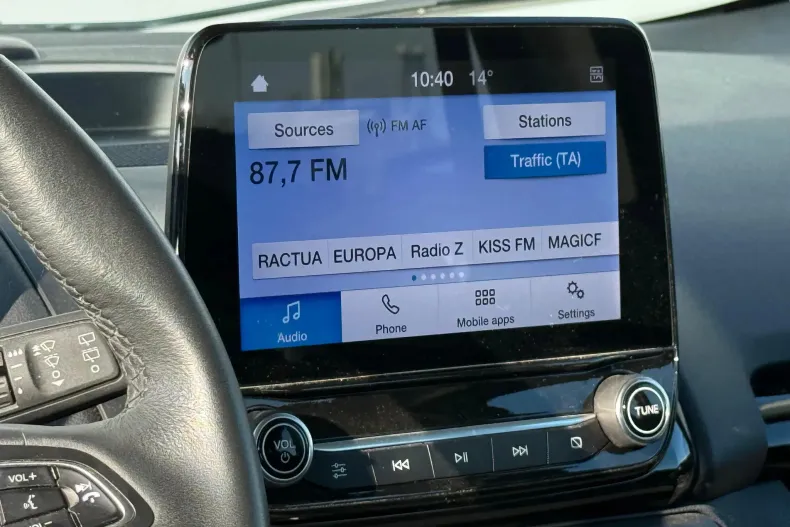 10:40 14°
Sources
FM AF
Stations
87,7 FM
Traffic (TA)
RACTUA EUROPA Radio Z KISS FM MAGICF
Audio
Phone
Mobile apps
Settings
VOL
TUNE
VOL+
VOL-